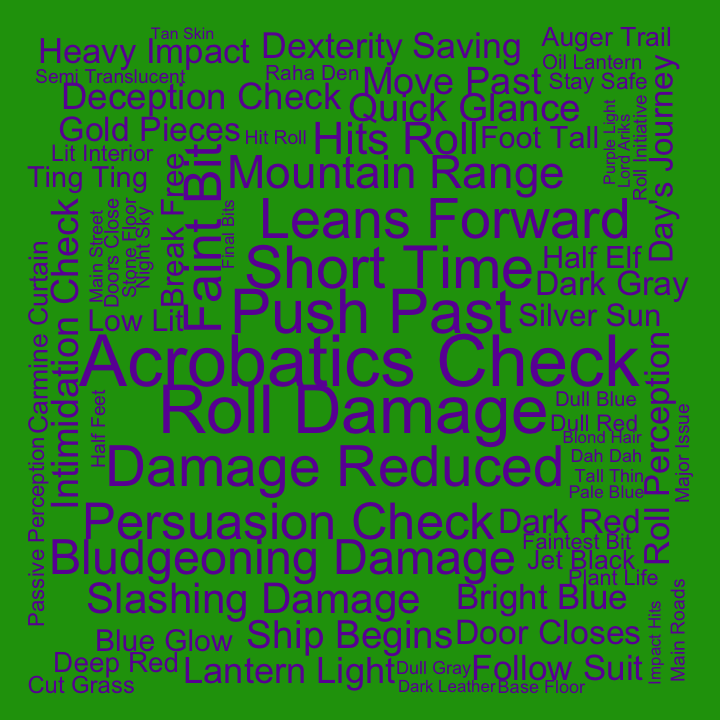 Tan Skin
Heavy Impact
Dexterity Saving
Auger Trail
Semi Translucent
Raha Den
Move Past
Oil Lantern
Stay Safe
Deception Check
Quick Glance
Gold Pieces
Hit Roll
Hits Roll
Foot Tall
Purple Light
Lord Ariks
Roll Initiative
Day's Journey
Lit Interior
Ting Ting
Mountain Range
Faint Bit
Break Free
Final Bits
Main Street
Doors Close
Stone Floor
Night Sky
Intimidation Check
Carmine Curtain
Leans Forward
Short Time
Half Elf
Dark Gray
Low Lit
Push Past
Silver Sun
Acrobatics Check
Roll Damage
Dull Blue
Dull Red
Blond Hair
Dah Dah
Tall Thin
Pale Blue
Roll Perception
Major Issue
Half Feet
Passive Perception
Damage Reduced
Persuasion Check
Dark Red
Faintest Bit
Bludgeoning Damage
Jet Black
Plant Life
Slashing Damage
Bright Blue
Blue Glow
Ship Begins
Door Closes
Impact Hits
Main Roads
Deep Red
Lantern Light
Dull Gray
Follow Suit
Cut Grass
Dark Leather
Base Floor